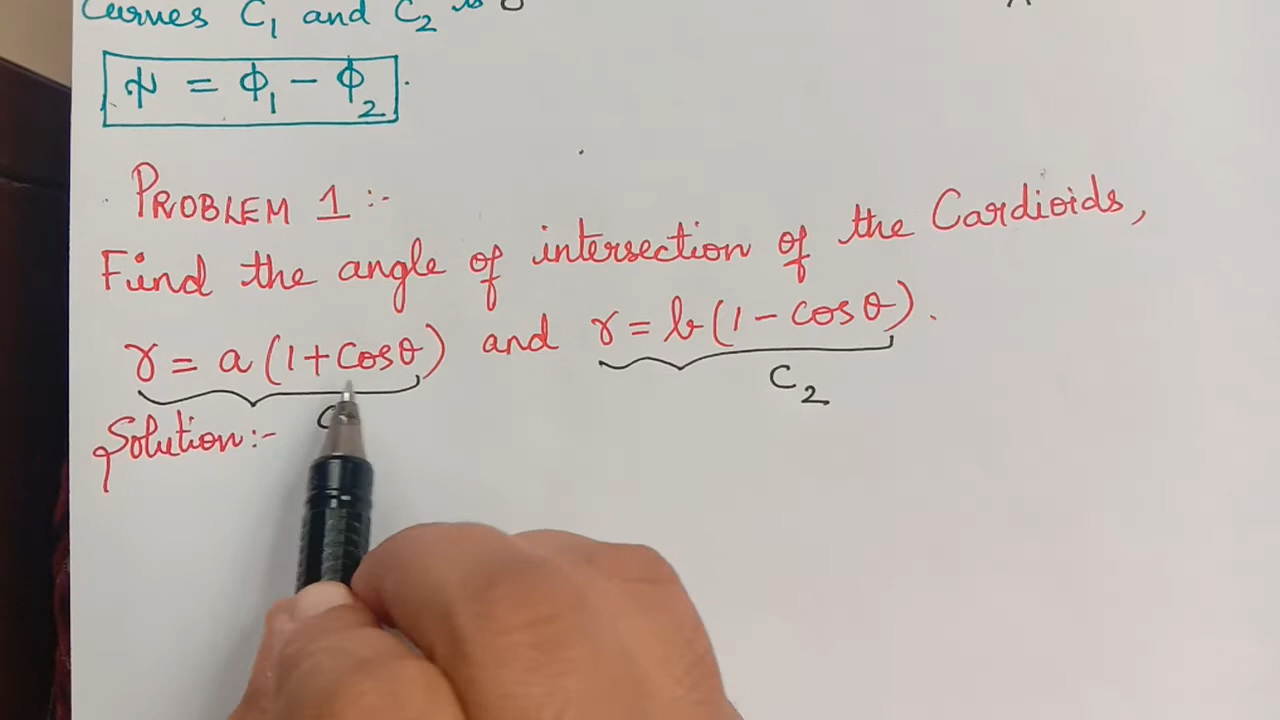 Curves C₁ and C₂ is
ψ = ϕ₁ - ϕ₂.
PROBLEM 1 :-
Find the angle of intersection of the Cardioids,
r = a (1 + cosθ) and r = b (1 - cosθ).
C C₂
Solution:-